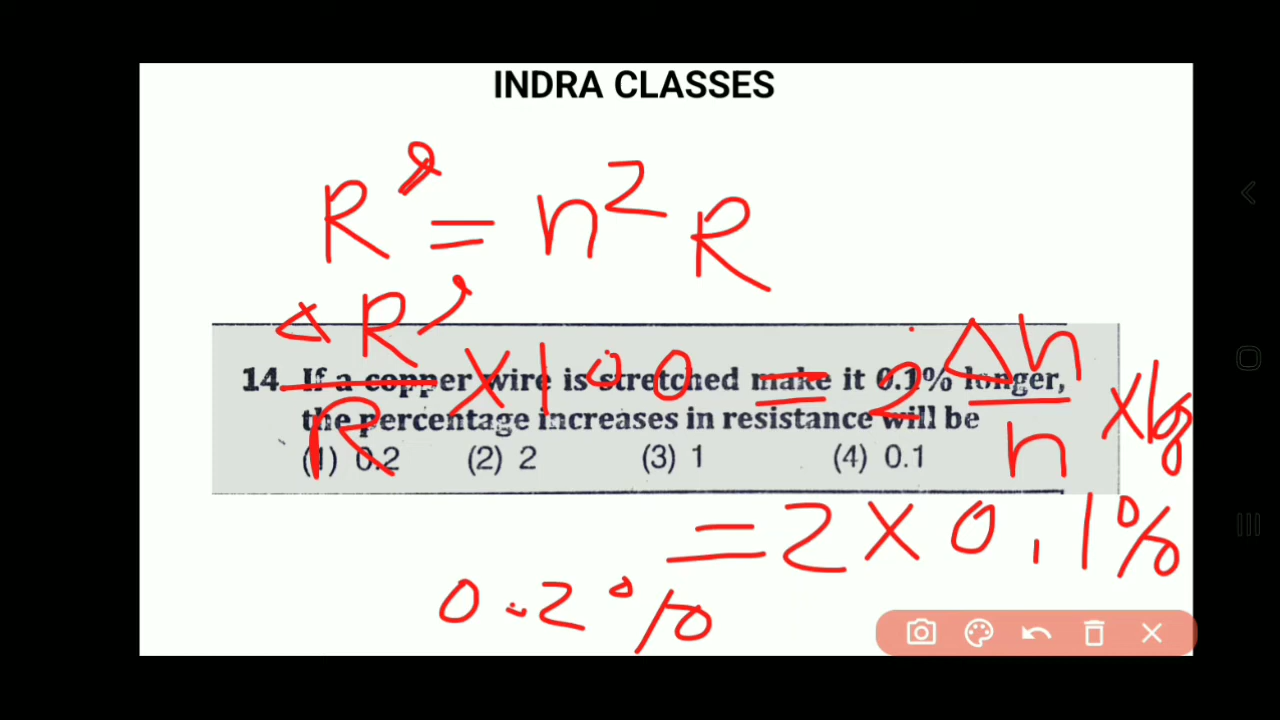 INDRA CLASSES
R' = n² R
ΔR'/R ×100 = 2 Δn/n ×100
14. If a copper wire is stretched make it 0.1% longer,
the percentage increases in resistance will be
(1) 0.2 (2) 2 (3) 1 (4) 0.1
= 2 × 0.1%
0.2%